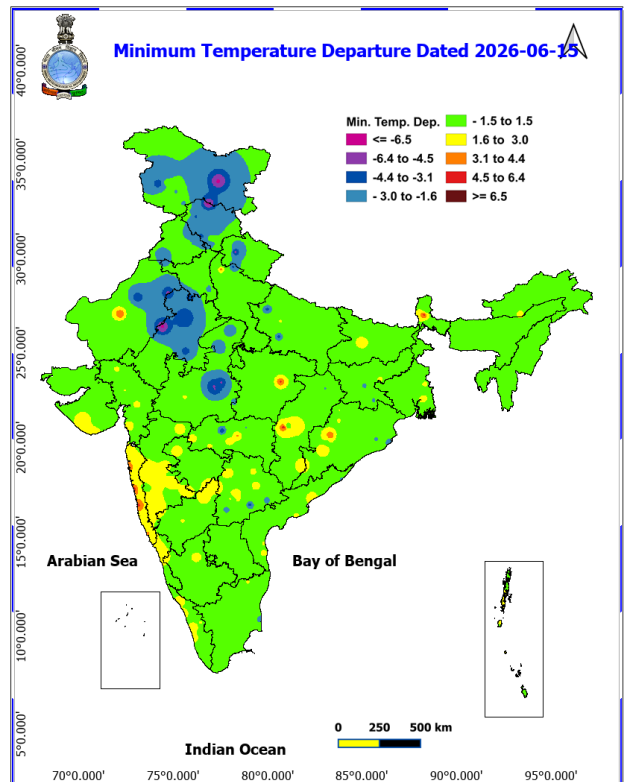 Minimum Temperature Departure Dated 2026-06-15
Min. Temp. Dep.
<= -6.5
-6.4 to -4.5
-4.4 to -3.1
- 3.0 to -1.6
- 1.5 to 1.5
1.6 to 3.0
3.1 to 4.4
4.5 to 6.4
>= 6.5
40°0.000'
35°0.000'
30°0.000'
25°0.000'
20°0.000'
15°0.000'
10°0.000'
5°0.000'
Arabian Sea
Bay of Bengal
Indian Ocean
0 250 500 km
70°0.000' 75°0.000' 80°0.000' 85°0.000' 90°0.000' 95°0.000'